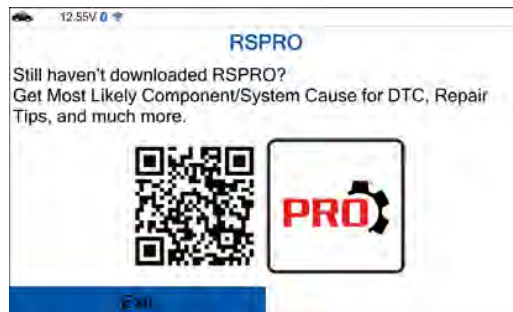 12.55V
RSPRO
Still haven't downloaded RSPRO?
Get Most Likely Component/System Cause for DTC, Repair
Tips, and much more.
PRO
Exit